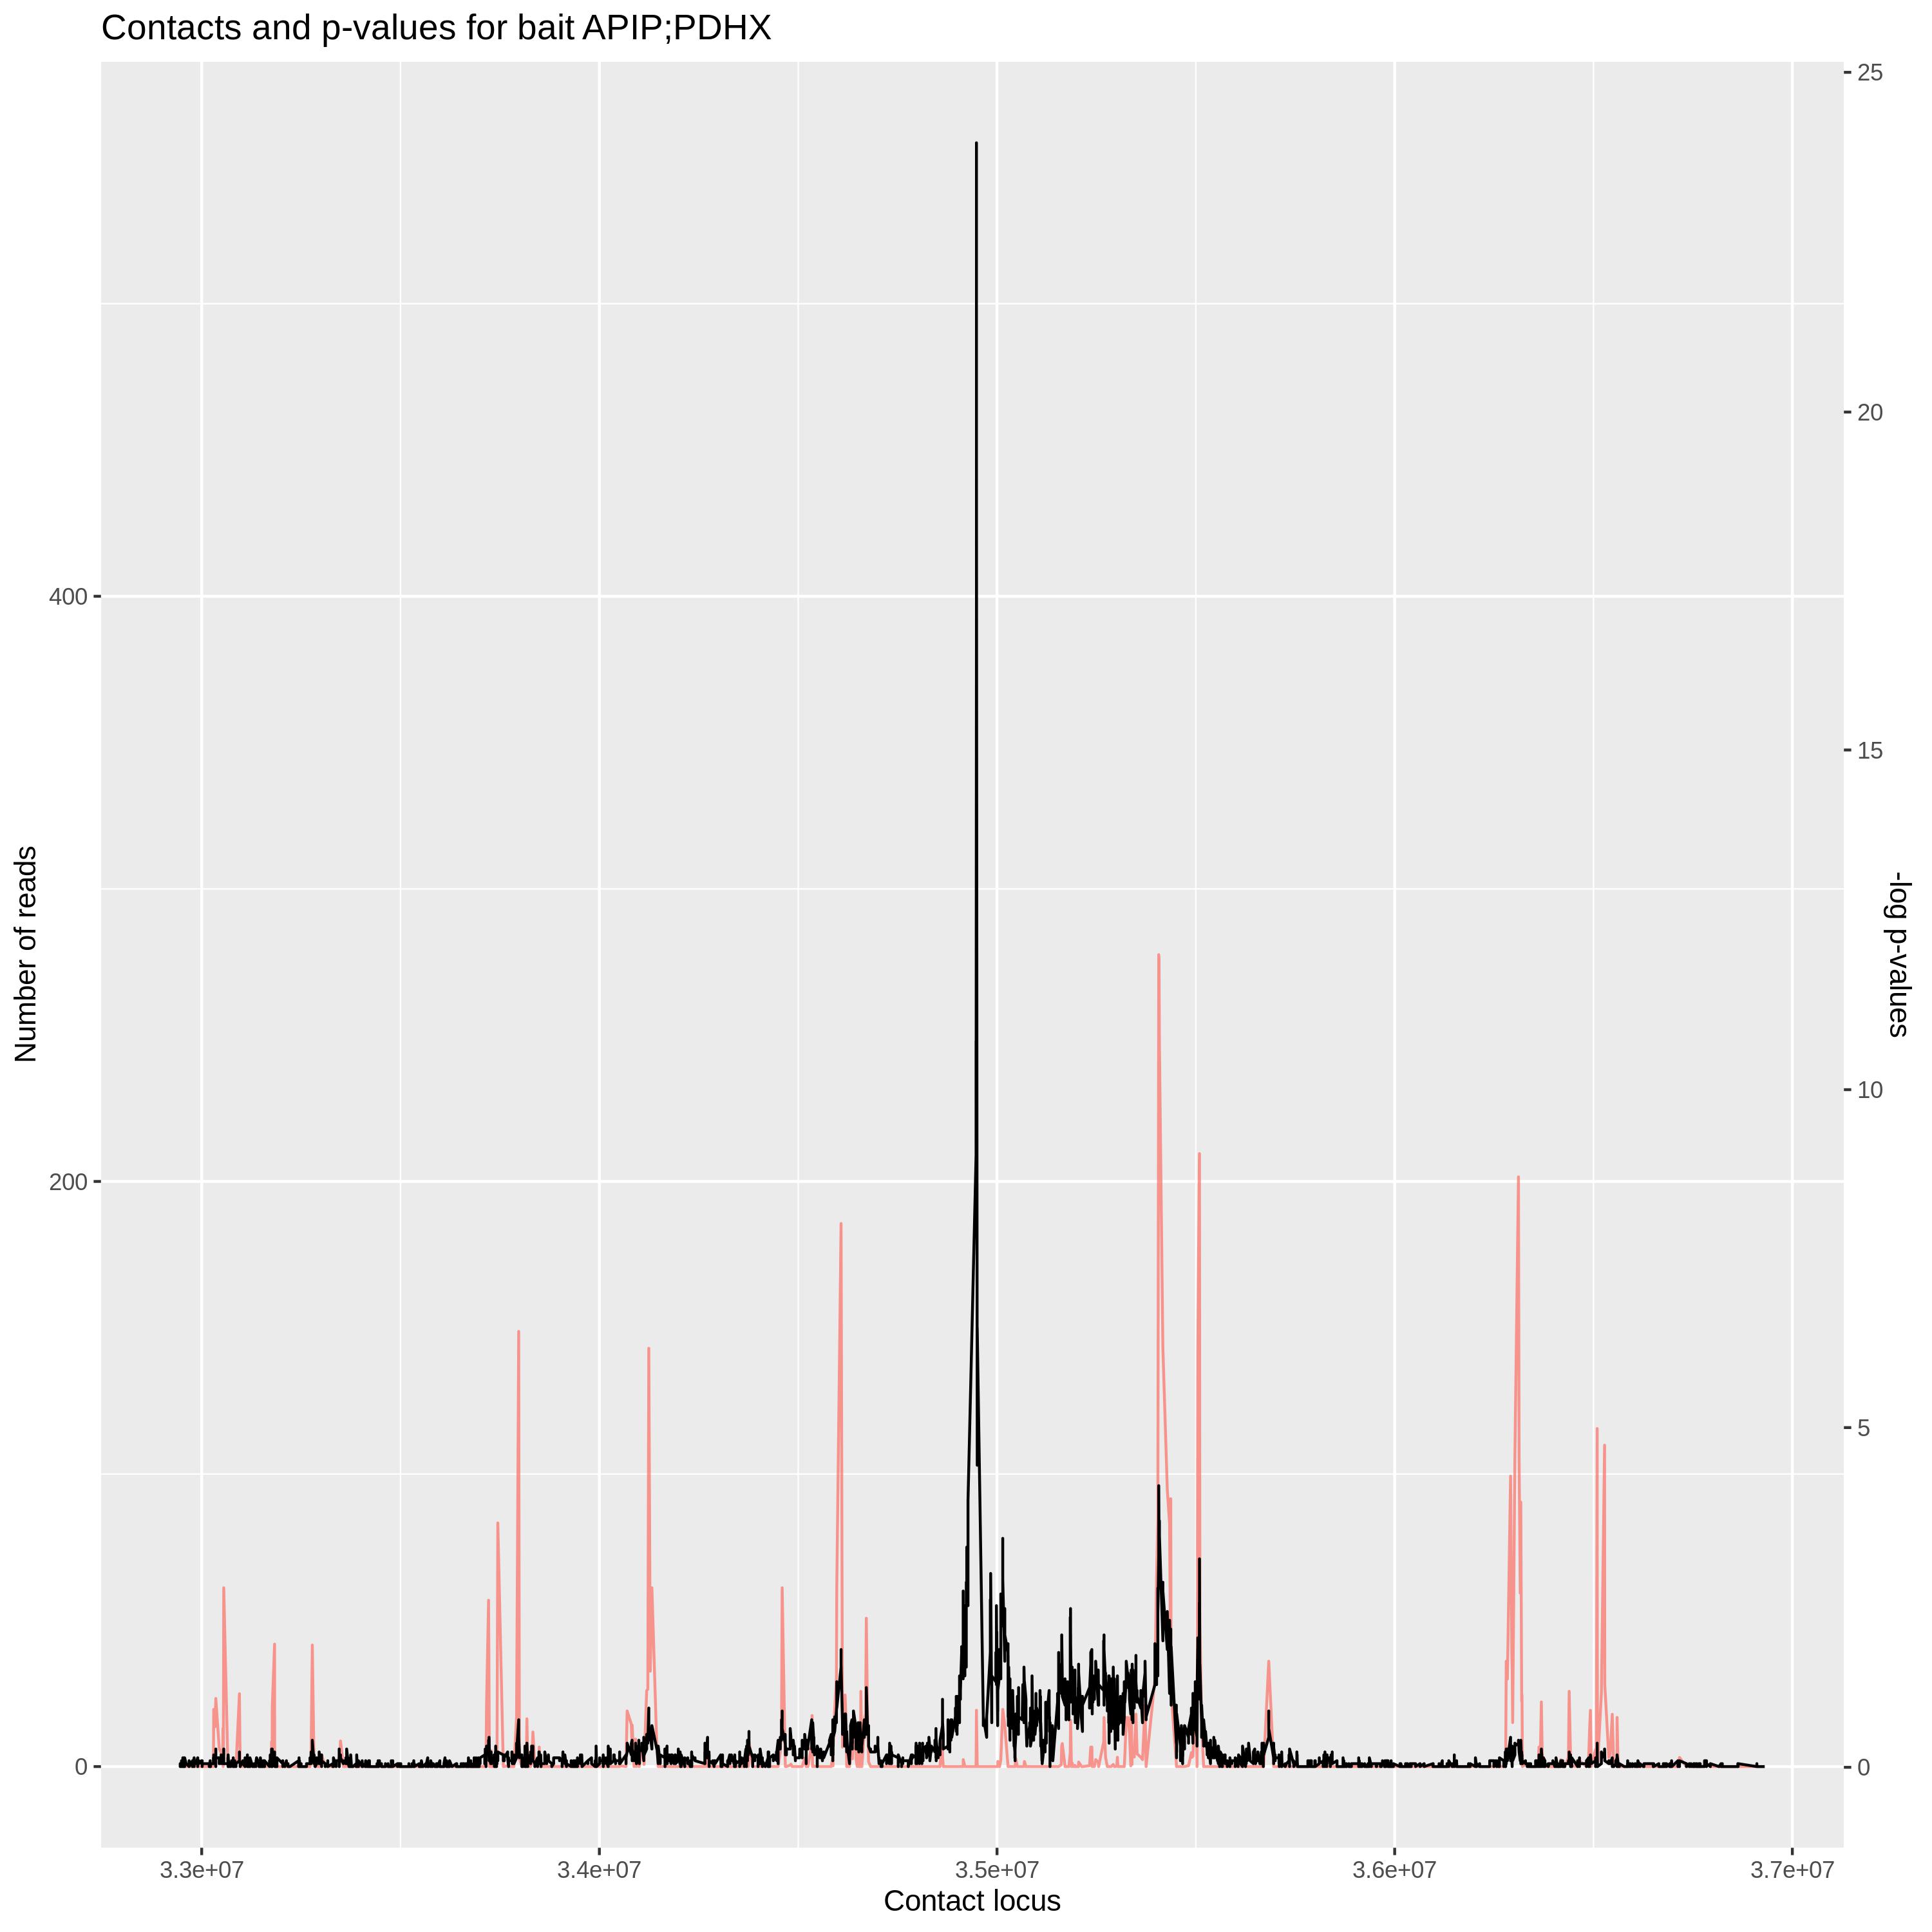 Contacts and p-values for bait APIP;PDHX
25
20
400
15
Number of reads
-log p-values
10
200
5
0
0
3.3e+07
3.4e+07
3.5e+07
3.6e+07
3.7e+07
Contact locus